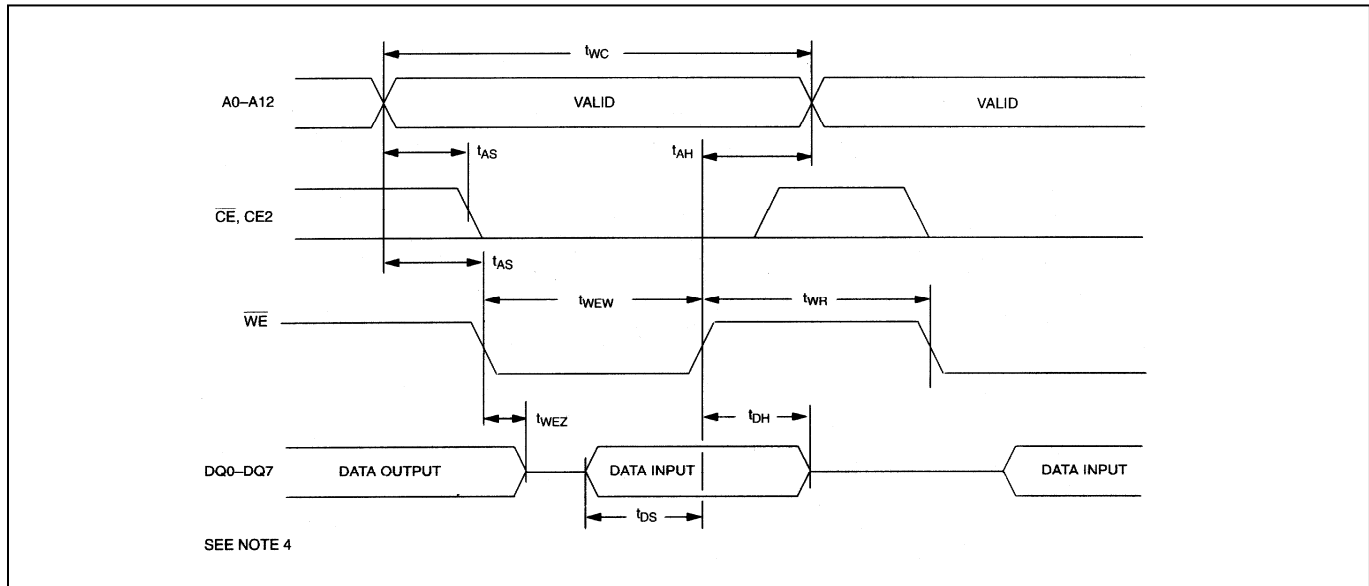 tWC
A0–A12
VALID
VALID
tAS
tAH
CE, CE2
tAS
tWEW
tWR
WE
tWEZ
tDH
DQ0–DQ7
DATA OUTPUT
DATA INPUT
DATA INPUT
tDS
SEE NOTE 4